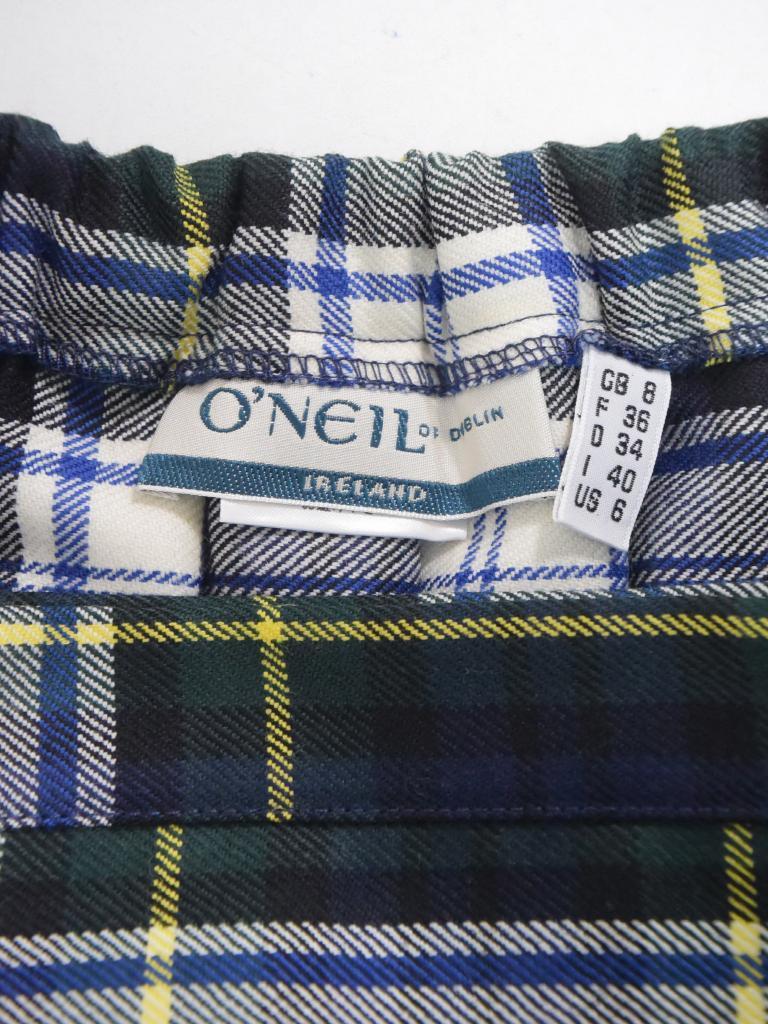 O'NEIL OF DUBLIN
IRELAND
GB 8
F 36
D 34
I 40
US 6